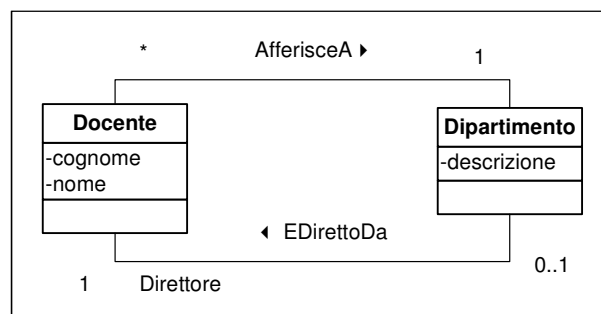 * AfferisceA 1
Docente
-cognome
-nome
Dipartimento
-descrizione
EDirettoDa
1 Direttore
0..1